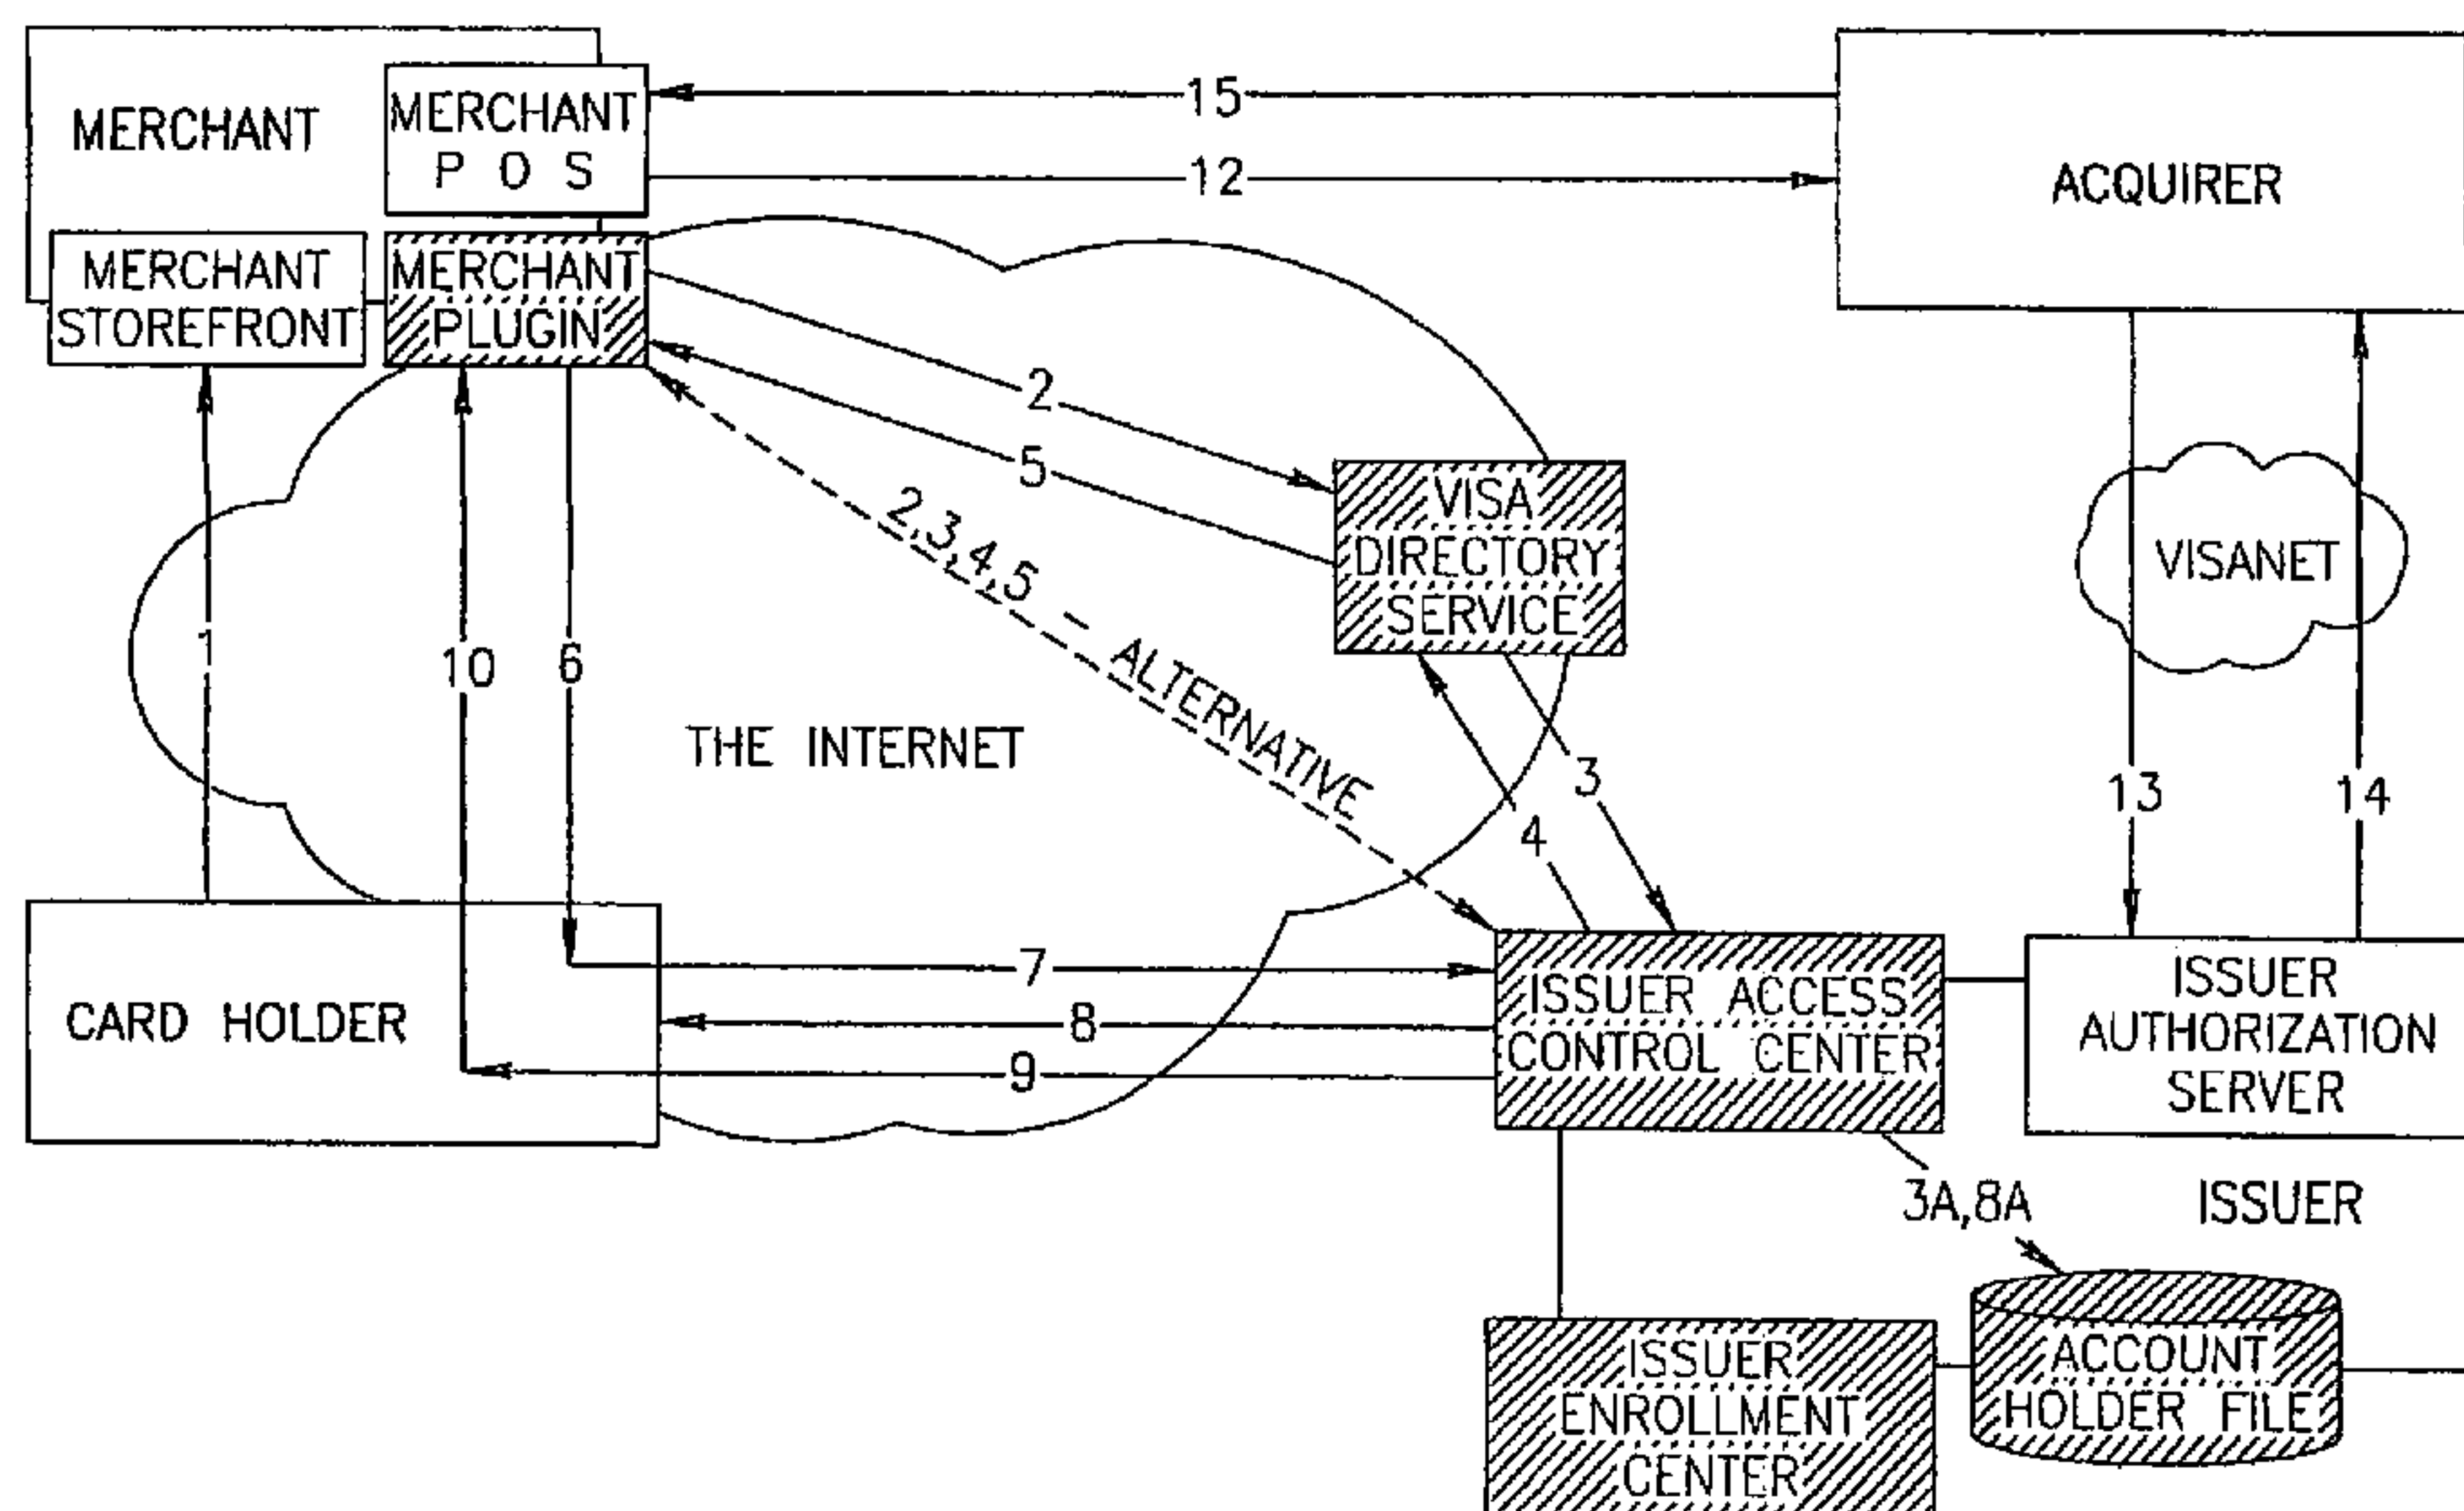 MERCHANT
MERCHANT
P O S
15
12
ACQUIRER
MERCHANT
STOREFRONT
MERCHANT
PLUGIN
2
5
2,3,4,5 - ALTERNATIVE
VISA
DIRECTORY
SERVICE
VISANET
1
10
6
THE INTERNET
3
4
13
14
CARD HOLDER
7
8
9
ISSUER ACCESS
CONTROL CENTER
ISSUER
AUTHORIZATION
SERVER
3A,8A
ISSUER
ISSUER
ENROLLMENT
CENTER
ACCOUNT
HOLDER FILE